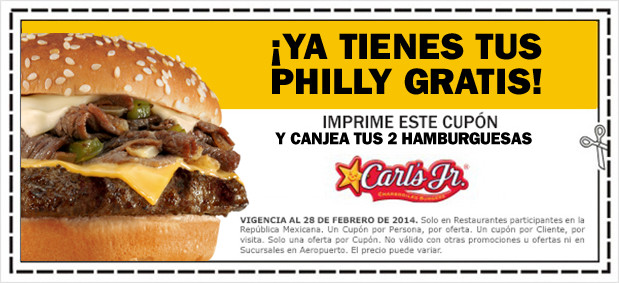 ¡YA TIENES TUS
PHILLY GRATIS!
IMPRIME ESTE CUPÓN
Y CANJEA TUS 2 HAMBURGUESAS
Carl's Jr.
CHARBROILED BURGERS
VIGENCIA AL 28 DE FEBRERO DE 2014. Solo en Restaurantes participantes en la
República Mexicana. Un Cupón por Persona, por oferta. Un cupón por Cliente, por
visita. Solo una oferta por Cupón. No válido con otras promociones u ofertas ni en
Sucursales en Aeropuerto. El precio puede variar.